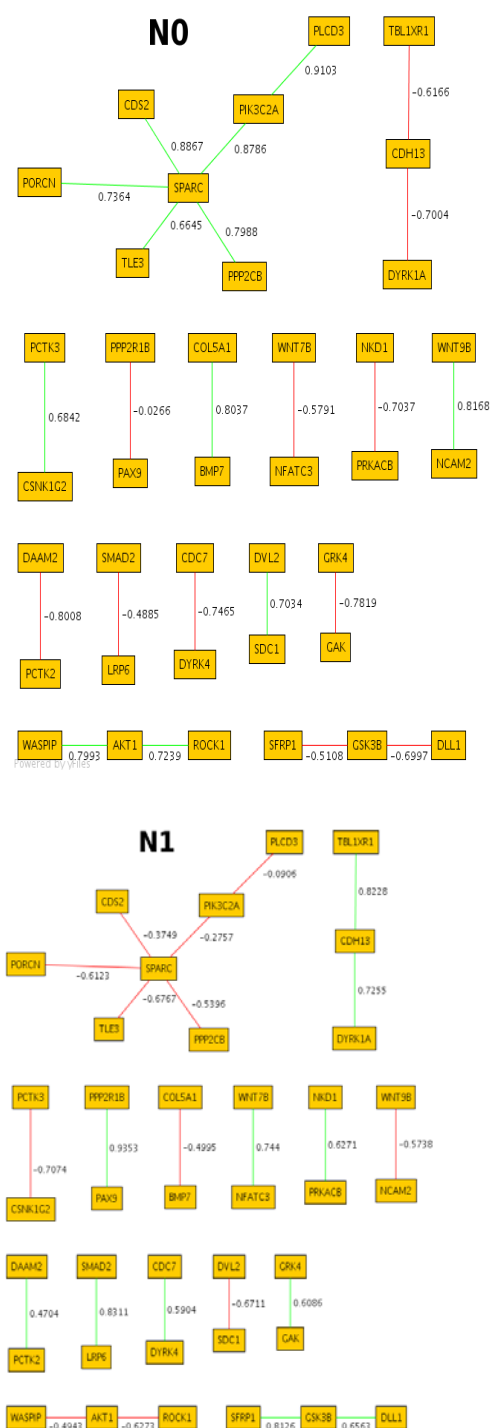 N0
PLCD3
TBL1XR1
0.9103
−0.6166
CDS2
PIK3C2A
0.8867
0.8786
CDH13
PORCN
SPARC
0.7364
0.6645
0.7988
−0.7004
TLE3
PPP2CB
DYRK1A
PCTK3 PPP2R1B COL5A1 WNT7B NKD1 WNT9B
0.6842 −0.0266 0.8037 −0.5791 −0.7037 0.8168
CSNK1G2 PAX9 BMP7 NFATC3 PRKACB NCAM2
DAAM2 SMAD2 CDC7 DVL2 GRK4
−0.8008 −0.4885 −0.7465 0.7034 −0.7819
PCTK2 LRP6 DYRK4 SDC1 GAK
WASPIP 0.7993 AKT1 0.7239 ROCK1 SFRP1 −0.5108 GSK3B −0.6997 DLL1
Powered by yFiles
N1
PLCD3
TBL1XR1
−0.0906
0.8228
CDS2
PIK3C2A
−0.3749
−0.2757
CDH13
PORCN
SPARC
−0.6123
−0.6767
−0.5396
0.7255
TLE3
PPP2CB
DYRK1A
PCTK3 PPP2R1B COL5A1 WNT7B NKD1 WNT9B
−0.7074 0.9353 −0.4995 0.744 0.6271 −0.5738
CSNK1G2 PAX9 BMP7 NFATC3 PRKACB NCAM2
DAAM2 SMAD2 CDC7 DVL2 GRK4
0.4704 0.8311 0.5904 −0.6711 0.6086
PCTK2 LRP6 DYRK4 SDC1 GAK
WASPIP −0.4943 AKT1 −0.6273 ROCK1 SFRP1 0.8126 GSK3B 0.6563 DLL1